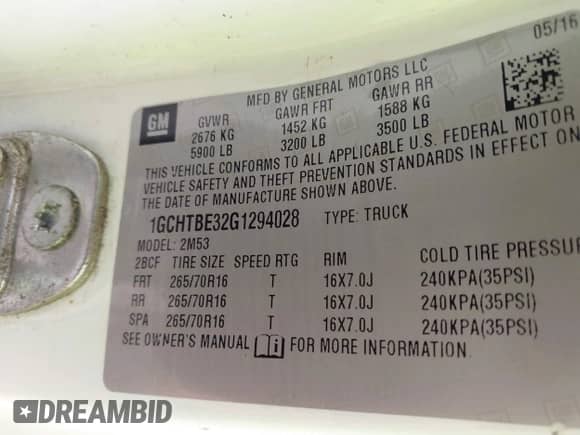 05/16
MFD BY GENERAL MOTORS LLC
GM
GVWR GAWR FRT GAWR RR
2676 KG 1452 KG 1588 KG
5900 LB 3200 LB 3500 LB
THIS VEHICLE CONFORMS TO ALL APPLICABLE U.S. FEDERAL MOTOR
VEHICLE SAFETY AND THEFT PREVENTION STANDARDS IN EFFECT ON
THE DATE OF MANUFACTURE SHOWN ABOVE.
1GCHTBE32G1294028 TYPE: TRUCK
MODEL: 2M53
2BCF TIRE SIZE SPEED RTG RIM COLD TIRE PRESSURE
FRT 265/70R16 T 16X7.0J 240KPA(35PSI)
RR 265/70R16 T 16X7.0J 240KPA(35PSI)
SPA 265/70R16 T 16X7.0J 240KPA(35PSI)
SEE OWNER'S MANUAL FOR MORE INFORMATION.
DREAMBID